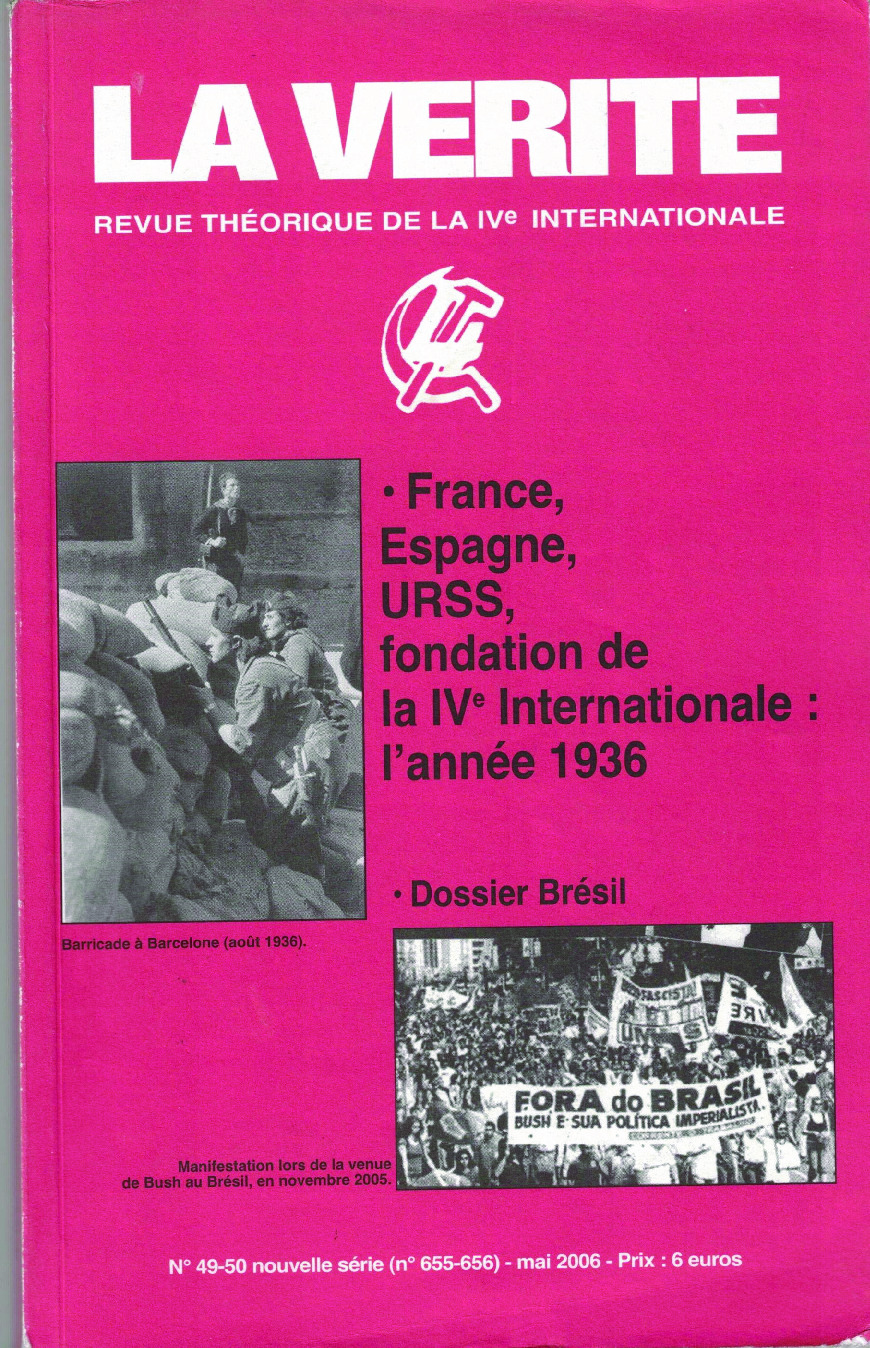 LA VERITE
REVUE THÉORIQUE DE LA IVe INTERNATIONALE
4
• France,
Espagne,
URSS,
fondation de
la IVe Internationale :
l'année 1936
• Dossier Brésil
Barricade à Barcelone (août 1936).
FORA do BRASIL
BUSH E SUA POLÍTICA IMPERIALISTA.
Manifestation lors de la venue
de Bush au Brésil, en novembre 2005.
N° 49-50 nouvelle série (n° 655-656) - mai 2006 - Prix : 6 euros